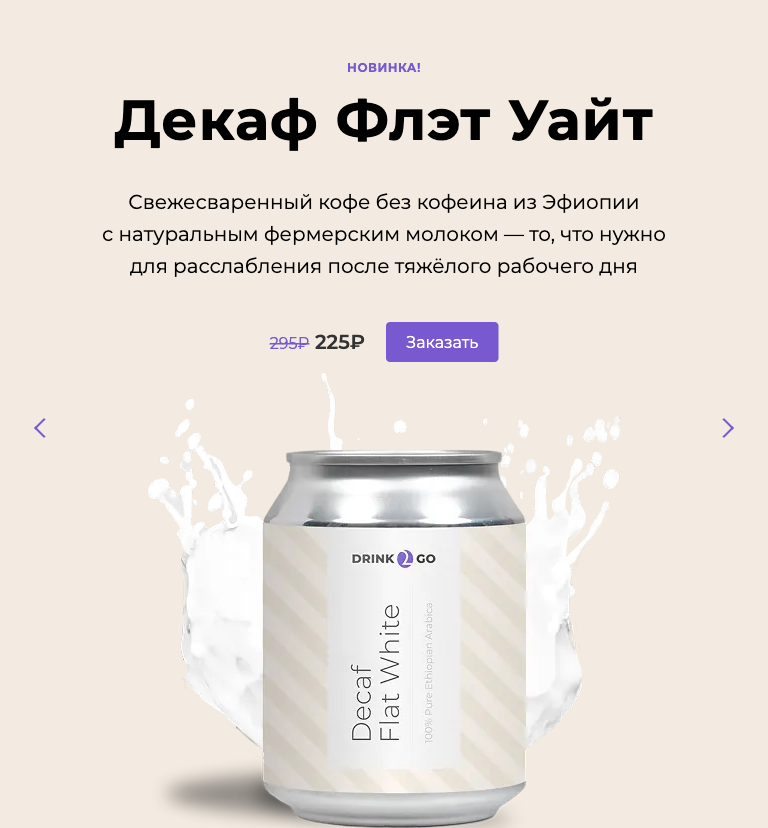 НОВИНКА!
Декаф Флэт Уайт
Свежесваренный кофе без кофеина из Эфиопии
с натуральным фермерским молоком — то, что нужно
для расслабления после тяжёлого рабочего дня
295₽ 225₽ Заказать
DRINK 2 GO
Decaf
Flat White
100% Pure Ethiopian Arabica